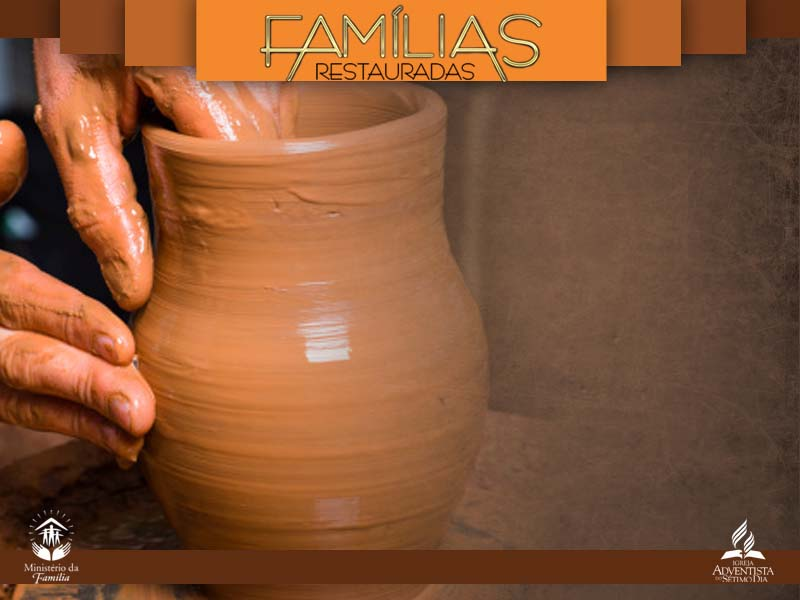 FAMÍLIAS
RESTAURADAS
Ministério da
Família
IGREJA
ADVENTISTA
DO SÉTIMO DIA